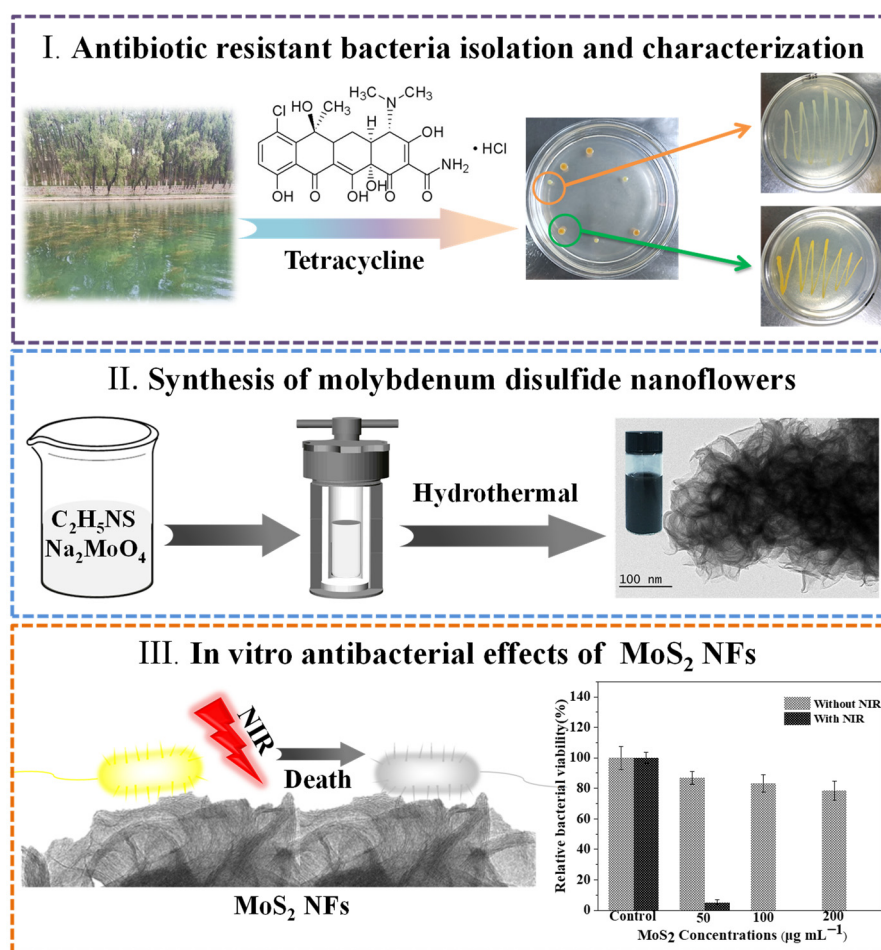 I. Antibiotic resistant bacteria isolation and characterization
Cl
HO
CH₃
H₃C
CH₃
N
H
OH
• HCl
NH₂
OH
O
OH
O
OH
O
O
Tetracycline
II. Synthesis of molybdenum disulfide nanoflowers
C₂H₅NS
Na₂MoO₄
Hydrothermal
100 nm
III. In vitro antibacterial effects of MoS₂ NFs
NIR
Death
MoS₂ NFs
Relative bacterial viability(%)
140
120
100
80
60
40
20
0
Without NIR
With NIR
Control
50
100
200
MoS2 Concentrations (µg mL⁻¹)